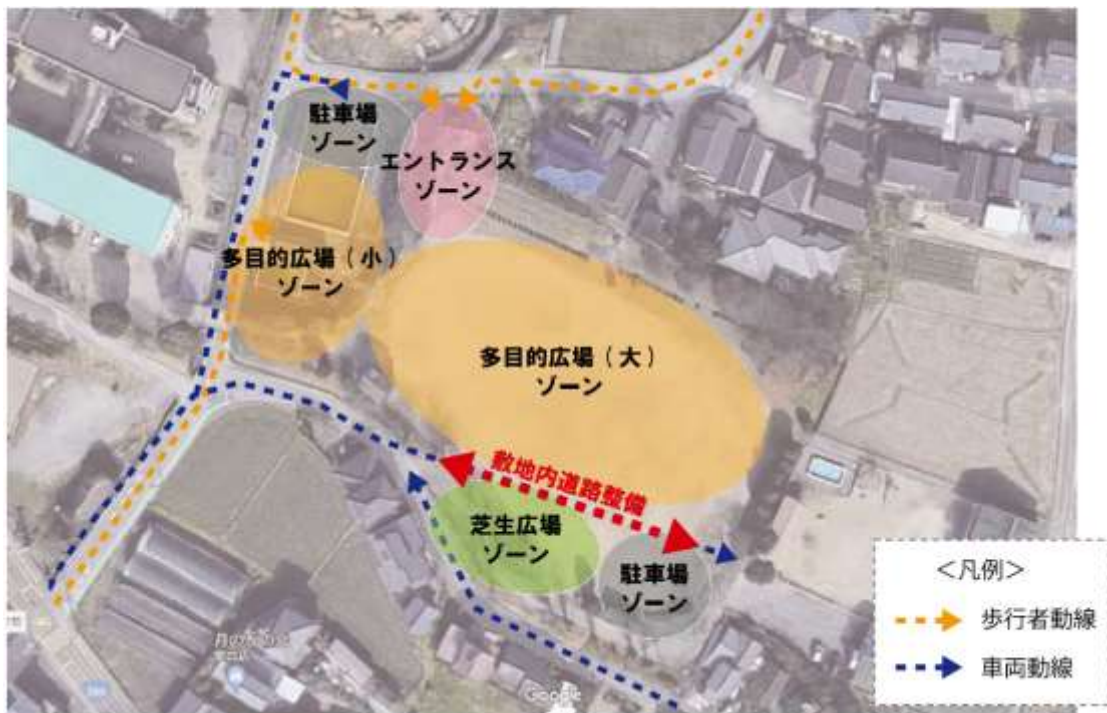 駐車場
ゾーン
エントランス
ゾーン
多目的広場（小）
ゾーン
多目的広場（大）
ゾーン
敷地内道路整備
芝生広場
ゾーン
駐車場
ゾーン
＜凡例＞
歩行者動線
車両動線
Google